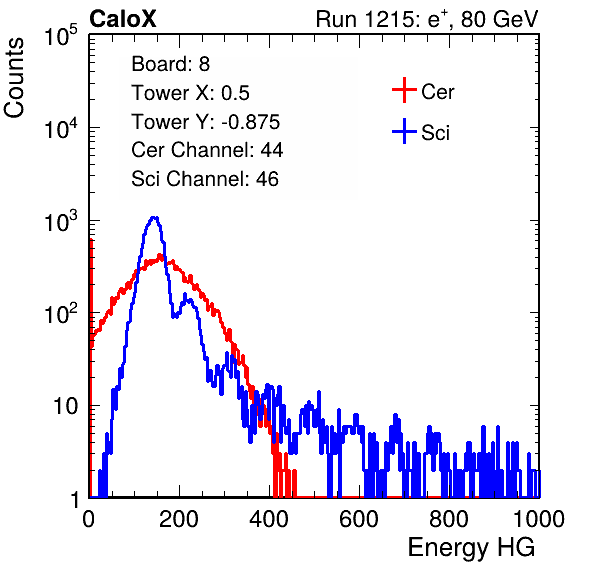 CaloX Run 1215: e⁺, 80 GeV
Counts
Board: 8
Tower X: 0.5
Tower Y: -0.875
Cer Channel: 44
Sci Channel: 46
Cer
Sci
10⁵
10⁴
10³
10²
10
1
0 200 400 600 800 1000
Energy HG